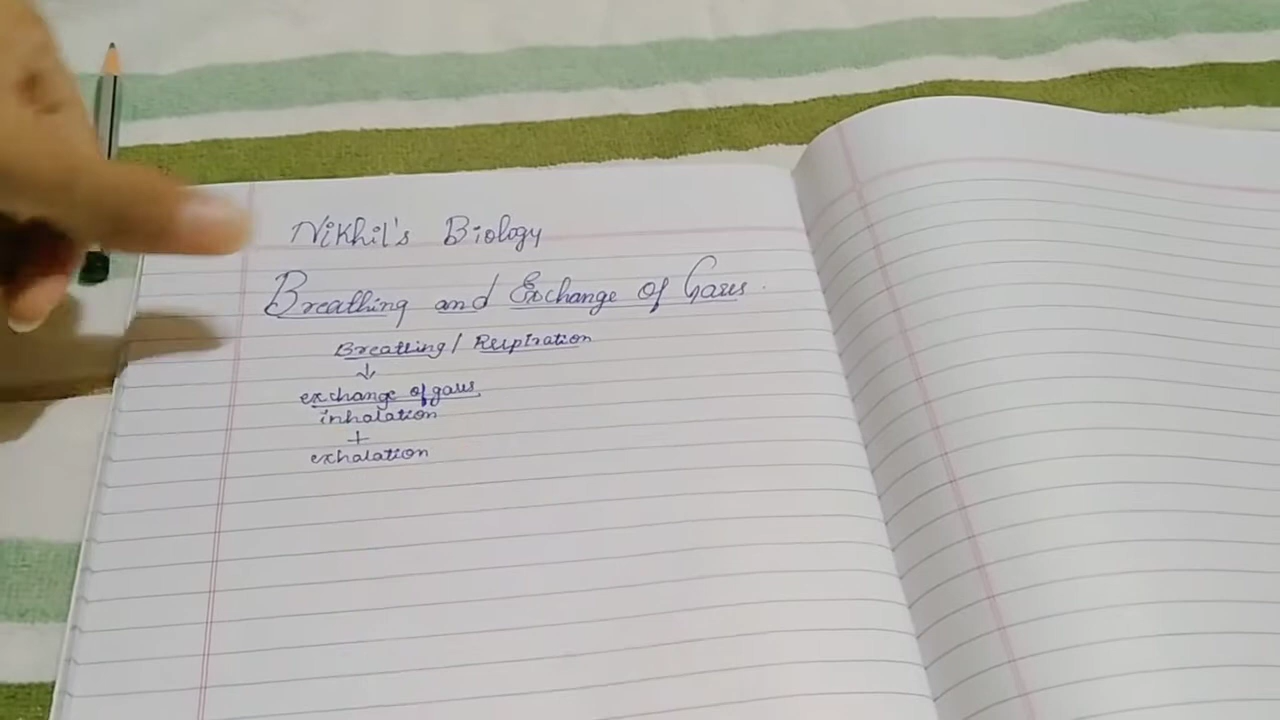 Nikhil's Biology
Breathing and Exchange of Gases.
Breathing / Respiration
↓
exchange of gases
inhalation
+
exhalation